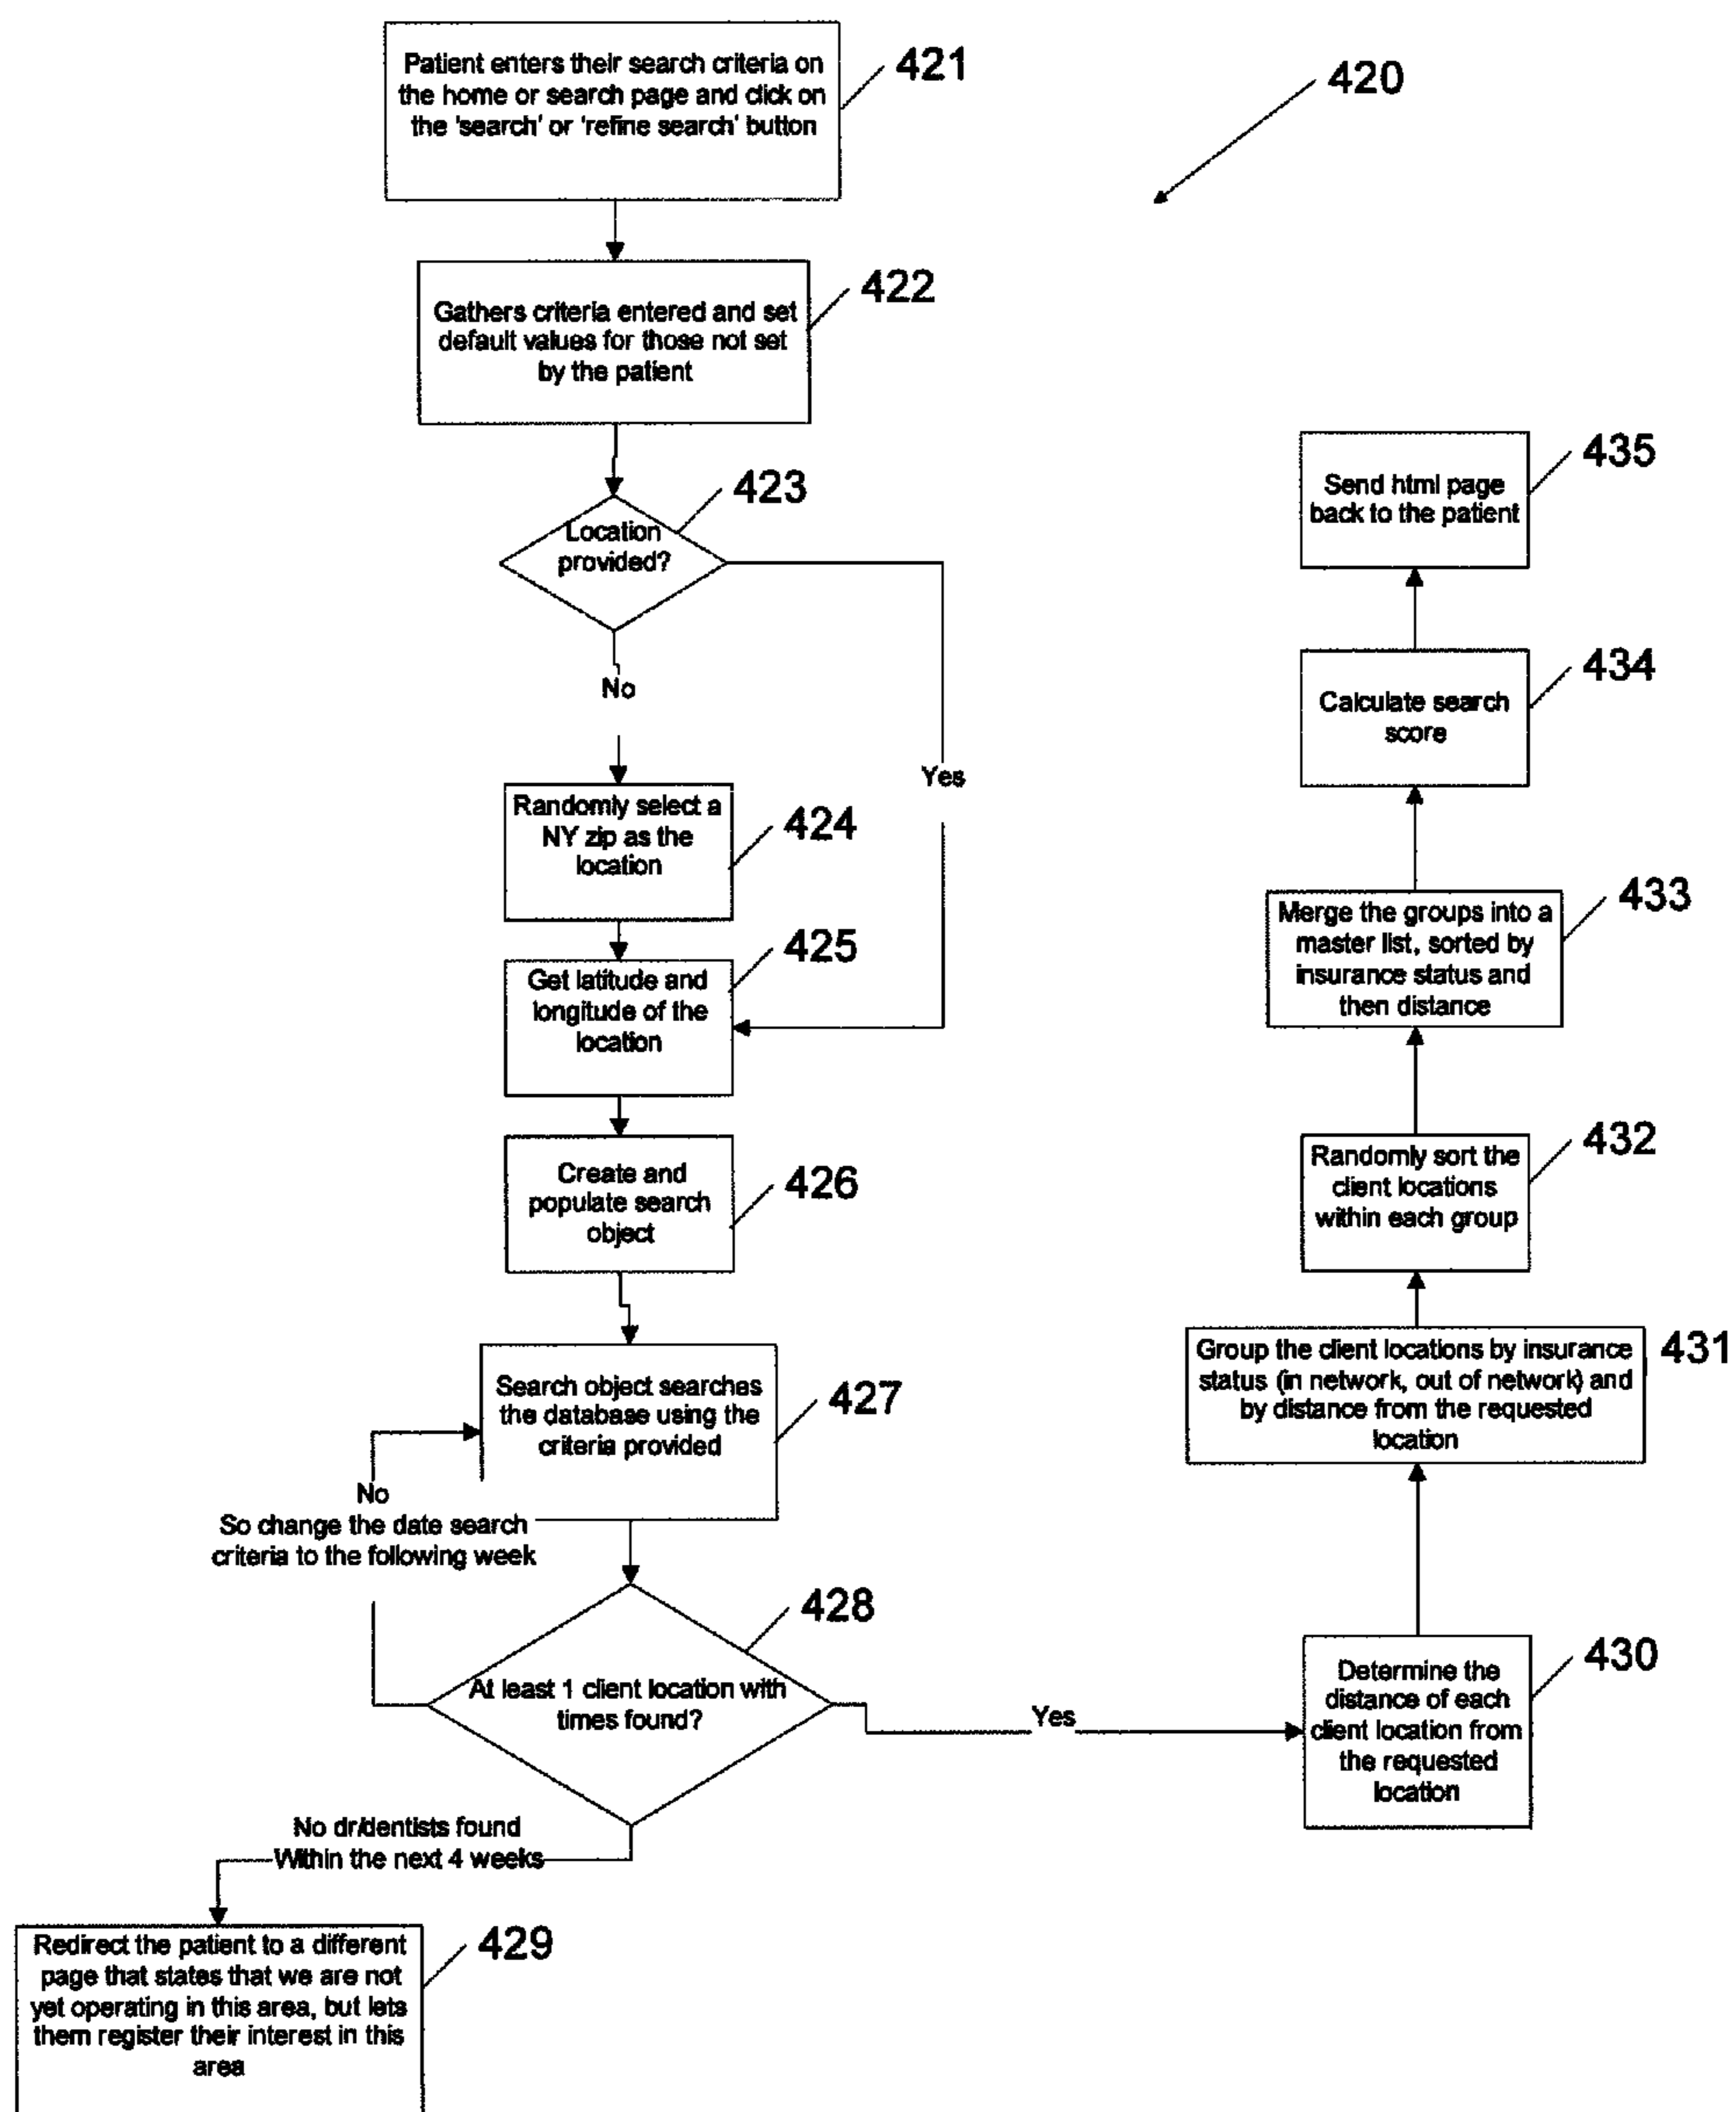 Patient enters their search criteria on
the home or search page and click on
the 'search' or 'refine search' button
421
420
Gathers criteria entered and set
default values for those not set
by the patient
422
Location
provided?
423
No
Yes
Randomly select a
NY zip as the
location
424
Get latitude and
longitude of the
location
425
Create and
populate search
object
426
Search object searches
the database using the
criteria provided
427
No
So change the date search
criteria to the following week
At least 1 client location with
times found?
428
Yes
No dr/dentists found
Within the next 4 weeks
Redirect the patient to a different
page that states that we are not
yet operating in this area, but lets
them register their interest in this
area
429
Send html page
back to the patient
435
Calculate search
score
434
Merge the groups into a
master list, sorted by
insurance status and
then distance
433
Randomly sort the
client locations
within each group
432
Group the client locations by insurance
status (in network, out of network) and
by distance from the requested
location
431
Determine the
distance of each
client location from
the requested
location
430